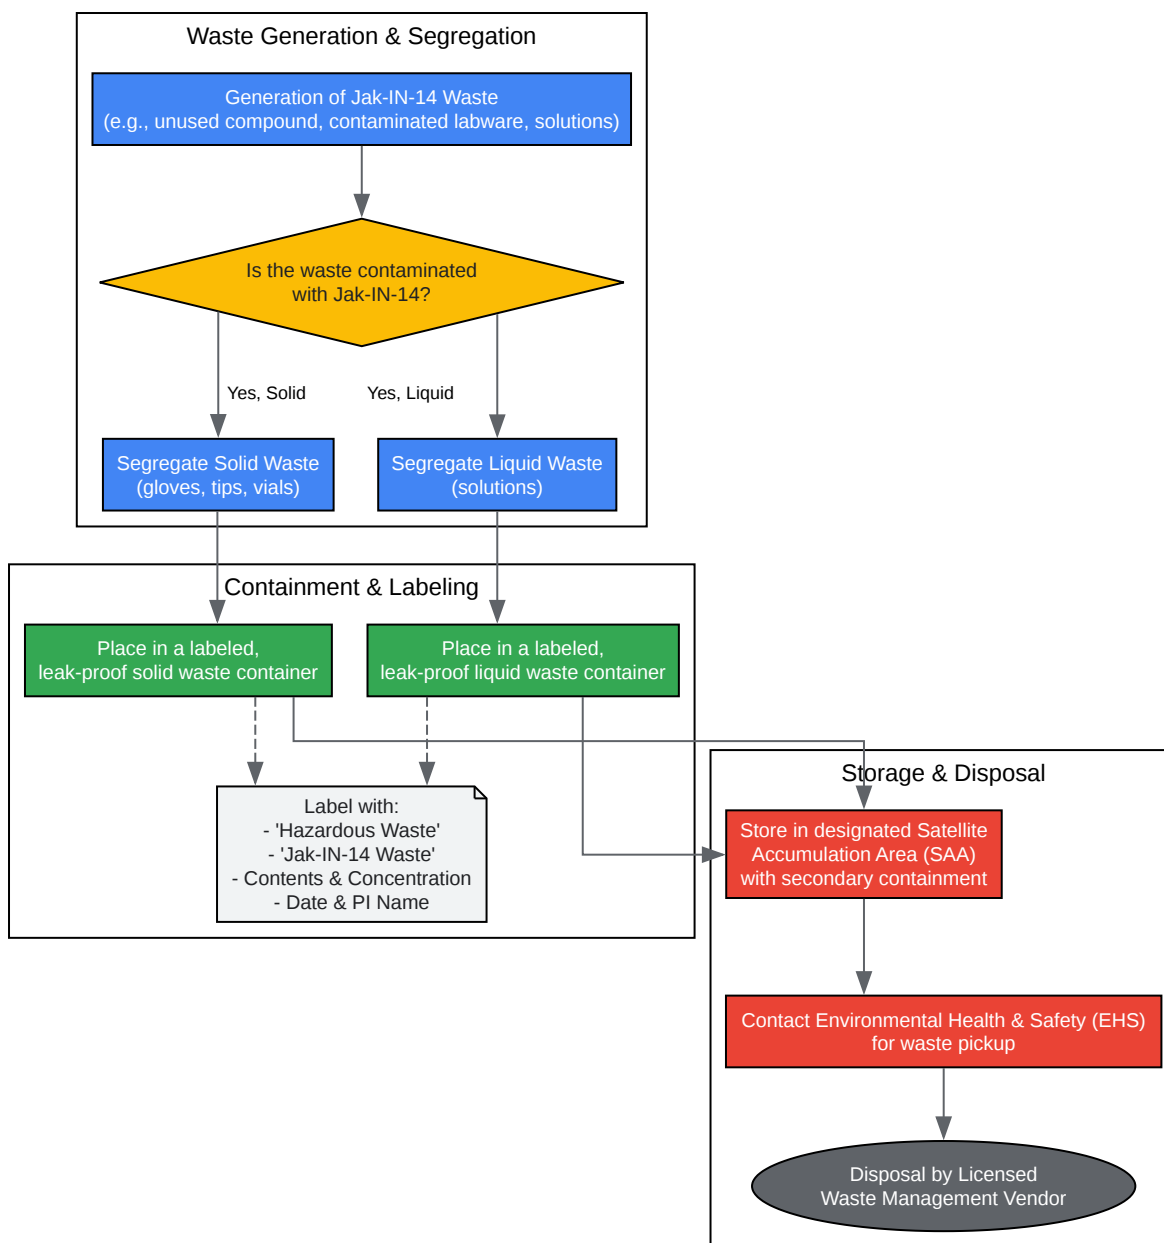 Waste Generation & Segregation
Generation of Jak-IN-14 Waste
(e.g., unused compound, contaminated labware, solutions)
Is the waste contaminated
with Jak-IN-14?
Yes, Solid
Yes, Liquid
Segregate Solid Waste
(gloves, tips, vials)
Segregate Liquid Waste
(solutions)
Containment & Labeling
Place in a labeled,
leak-proof solid waste container
Place in a labeled,
leak-proof liquid waste container
Label with:
- 'Hazardous Waste'
- 'Jak-IN-14 Waste'
- Contents & Concentration
- Date & PI Name
Storage & Disposal
Store in designated Satellite
Accumulation Area (SAA)
with secondary containment
Contact Environmental Health & Safety (EHS)
for waste pickup
Disposal by Licensed
Waste Management Vendor